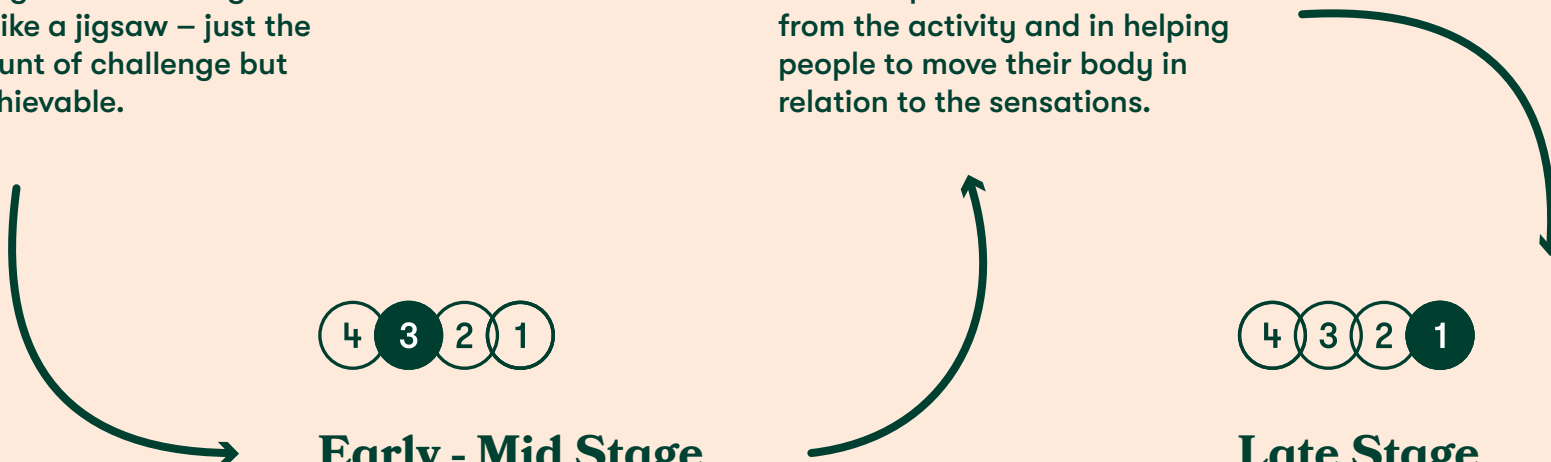 ike a jigsaw – just the
unt of challenge but
hievable.
from the activity and in helping
people to move their body in
relation to the sensations.
4 3 2 1
Early - Mid Stage
4 3 2 1
Late Stage